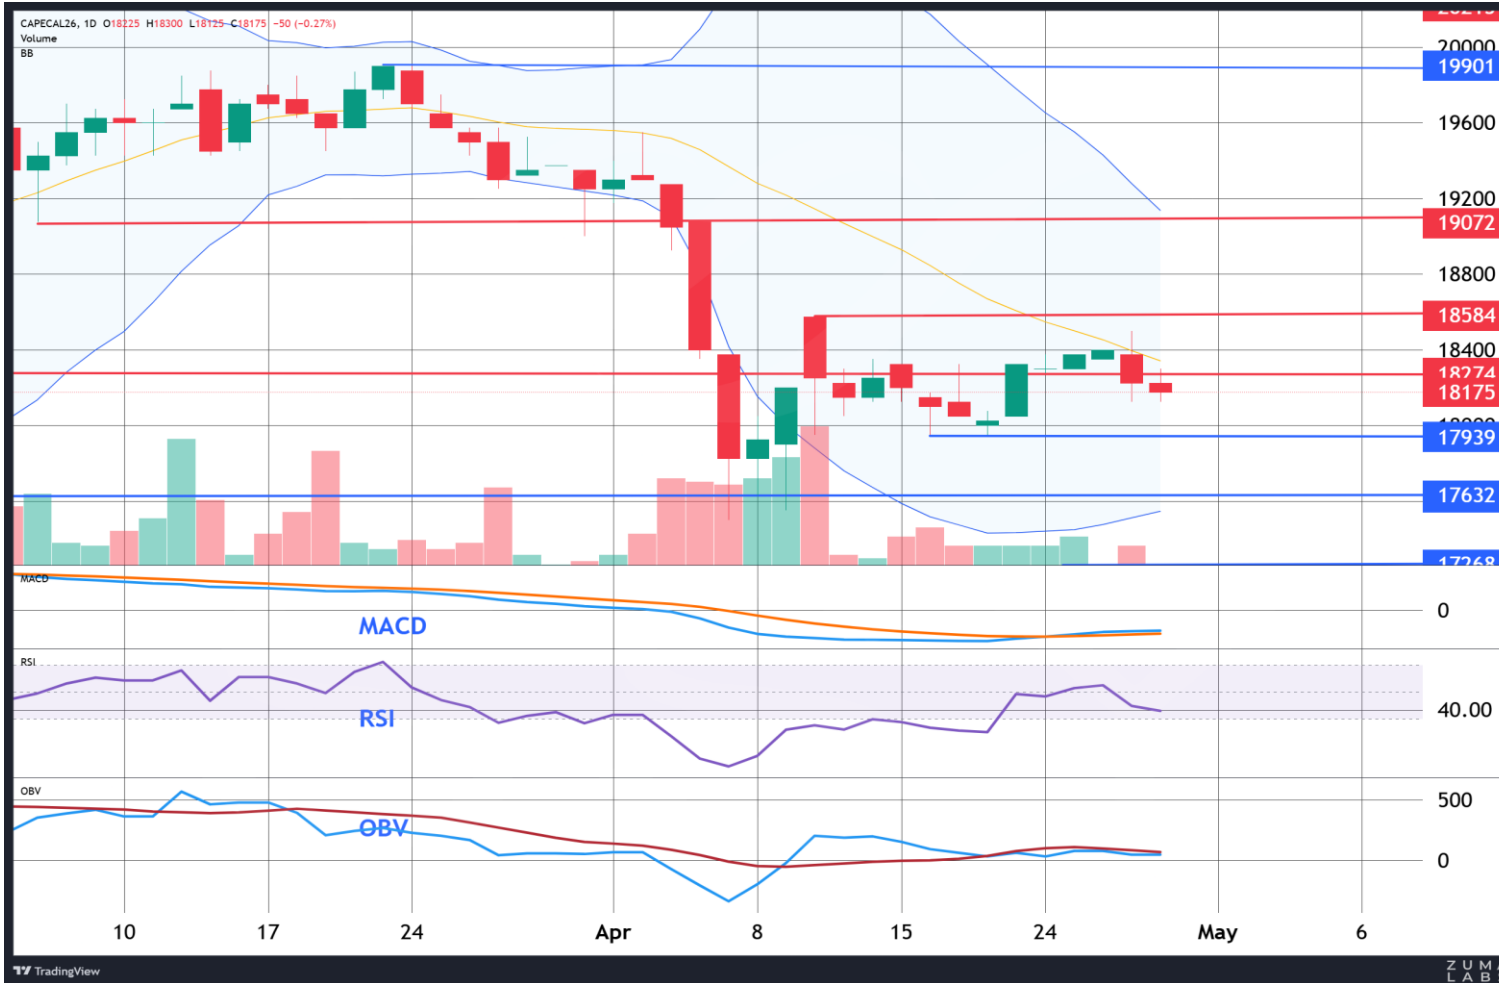 CAPECAL26, 1D O18225 H18300 L18125 C18175 −50 (−0.27%)
Volume
BB
20000
19901
19600
19200
19072
18800
18584
18400
18274
18175
17939
17632
17268
MACD
MACD
0
RSI
RSI
40.00
OBV
OBV
500
0
10 17 24 Apr 8 15 24 May 6
TradingView
ZUM
LAB